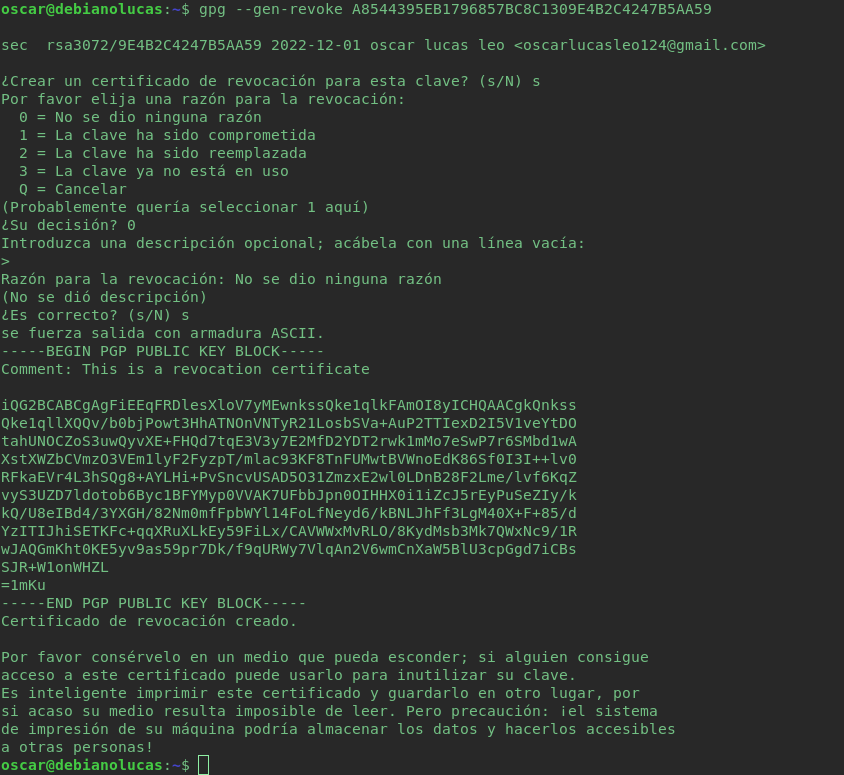 oscar@debianolucas:~$ gpg --gen-revoke A8544395EB1796857BC8C1309E4B2C4247B5AA59
sec  rsa3072/9E4B2C4247B5AA59 2022-12-01 oscar lucas leo <oscarlucasleo124@gmail.com>
¿Crear un certificado de revocación para esta clave? (s/N) s
Por favor elija una razón para la revocación:
  0 = No se dio ninguna razón
  1 = La clave ha sido comprometida
  2 = La clave ha sido reemplazada
  3 = La clave ya no está en uso
  Q = Cancelar
(Probablemente quería seleccionar 1 aquí)
¿Su decisión? 0
Introduzca una descripción opcional; acábela con una línea vacía:
>
Razón para la revocación: No se dio ninguna razón
(No se dió descripción)
¿Es correcto? (s/N) s
se fuerza salida con armadura ASCII.
-----BEGIN PGP PUBLIC KEY BLOCK-----
Comment: This is a revocation certificate
iQG2BCABCgAgFiEEqFRDlesXloV7yMEwnkssQke1qlkFAmOI8yICHQAACgkQnkss
Qke1qllXQQv/b0bjPowt3HhATNOnVNTyR21LosbSVa+AuP2TTIexD2I5V1veYtDO
tahUNOCZoS3uwQyvXE+FHQd7tqE3V3y7E2MfD2YDT2rwk1mMo7eSwP7r6SMbd1wA
XstXWZbCVmzO3VEm1lyF2FyzpT/mlac93KF8TnFUMwtBVWnoEdK86Sf0I3I++lv0
RFkaEVr4L3hSQg8+AYLHi+PvSncvUSAD5O31ZmzxE2wl0LDnB28F2Lme/lvf6KqZ
vyS3UZD7ldotob6Byc1BFYMyp0VVAK7UFbbJpn0OIHHX0i1iZcJ5rEyPuSeZIy/k
kQ/U8eIBd4/3YXGH/82Nm0mfFpbWYl14FoLfNeyd6/kBNLJhFf3LgM40X+F+85/d
YzITIJhiSETKFc+qqXRuXLkEy59FiLx/CAVWWxMvRLO/8KydMsb3Mk7QWxNc9/1R
wJAQGmKht0KE5yv9as59pr7Dk/f9qURWy7VlqAn2V6wmCnXaW5BlU3cpGgd7iCBs
SJR+W1onWHZL
=1mKu
-----END PGP PUBLIC KEY BLOCK-----
Certificado de revocación creado.
Por favor consérvelo en un medio que pueda esconder; si alguien consigue
acceso a este certificado puede usarlo para inutilizar su clave.
Es inteligente imprimir este certificado y guardarlo en otro lugar, por
si acaso su medio resulta imposible de leer. Pero precaución: ¡el sistema
de impresión de su máquina podría almacenar los datos y hacerlos accesibles
a otras personas!
oscar@debianolucas:~$